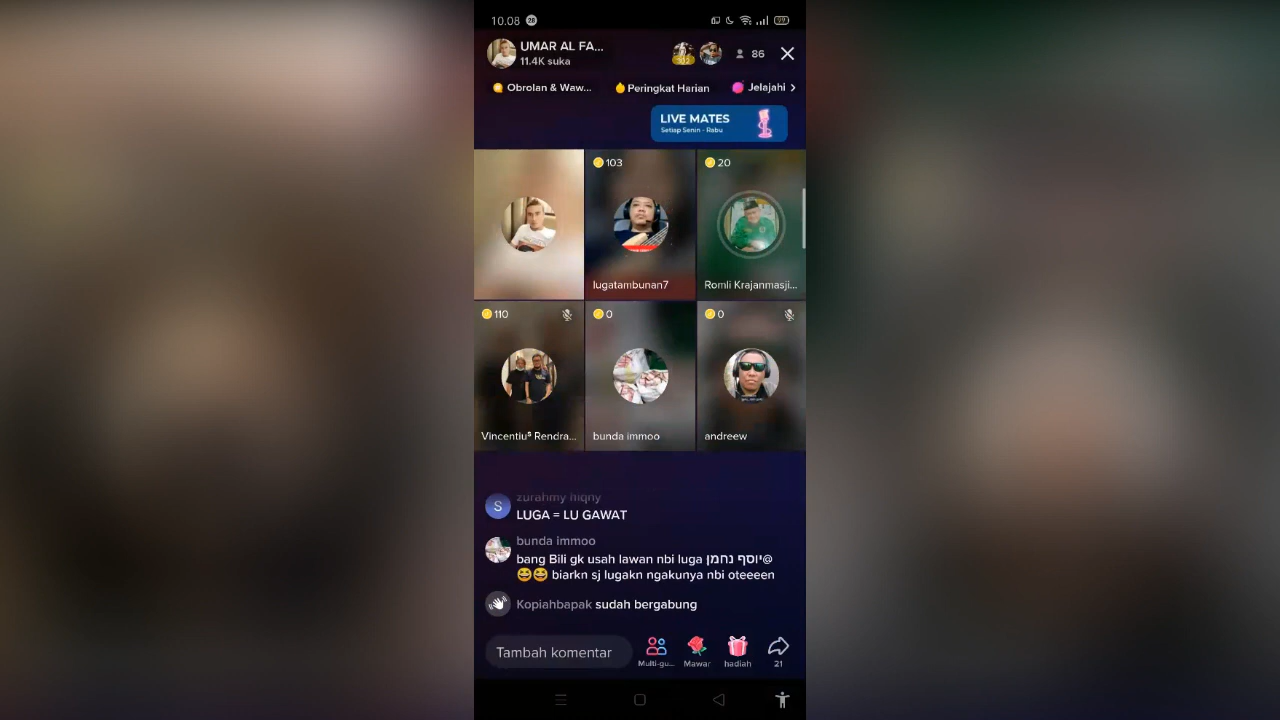 10.08
UMAR AL FA...
11.4K suka
86
Obrolan & Waw...
Peringkat Harian
Jelajahi
LIVE MATES
Setiap Senin - Rabu
103
20
lugatambunan7
Romli Krajanmasji...
110
0
0
Vincentiu⁵ Rendra...
bunda immoo
andreew
S
zurahmy hiqny
LUGA = LU GAWAT
bunda immoo
bang Bili gk usah lawan nbi luga יוסף נחמן@
😄😄 biarkn sj lugakn ngakunya nbi oteeeen
Kopiahbapak sudah bergabung
Tambah komentar
Multi-gu...
Mawar
hadiah
21